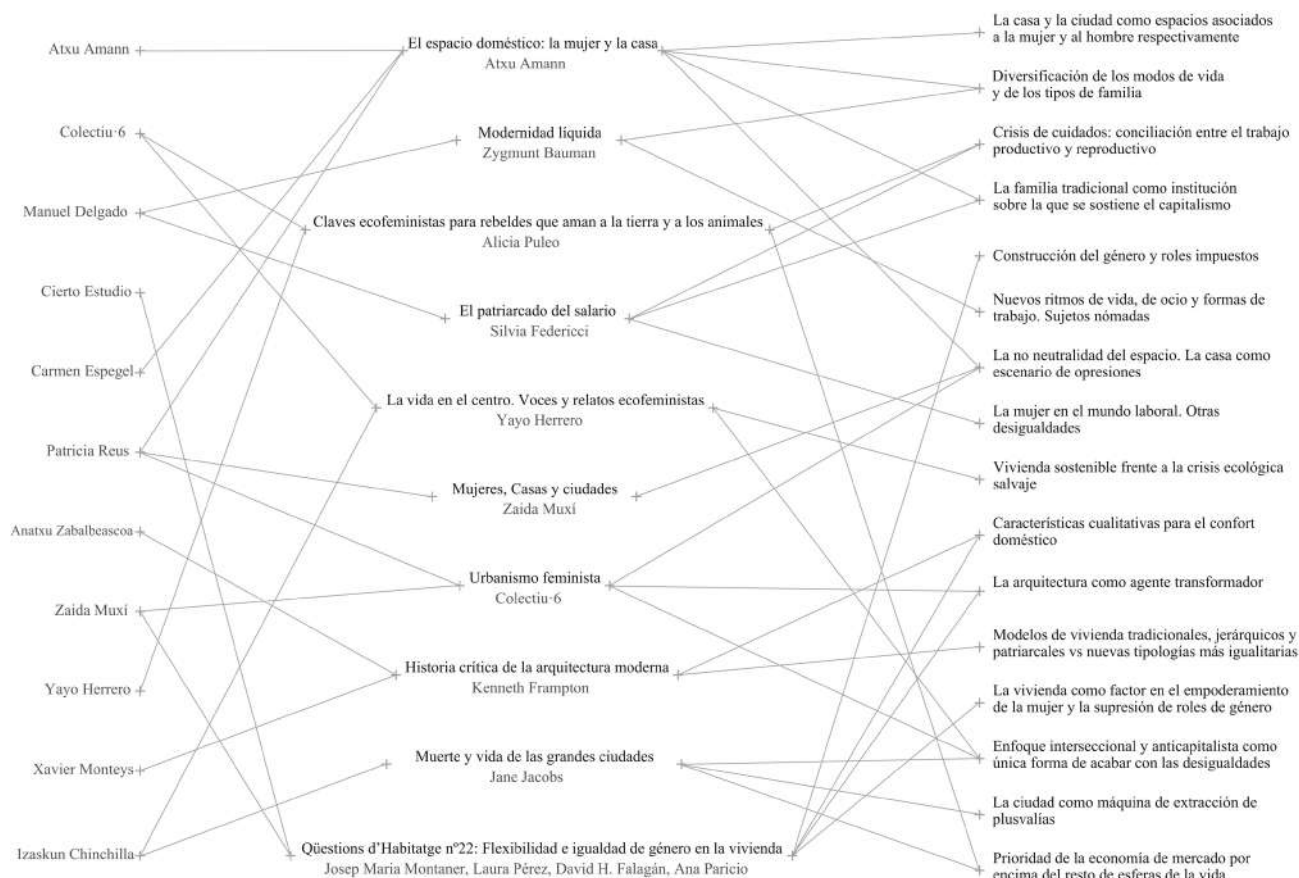 Atxu Amann
Colectiu·6
Manuel Delgado
Cierto Estudio
Carmen Espegel
Patricia Reus
Anatxu Zabalbeascoa
Zaida Muxí
Yayo Herrero
Xavier Monteys
Izaskun Chinchilla
El espacio doméstico: la mujer y la casa
Atxu Amann
Modernidad líquida
Zygmunt Bauman
Claves ecofeministas para rebeldes que aman a la tierra y a los animales
Alicia Puleo
El patriarcado del salario
Silvia Federicci
La vida en el centro. Voces y relatos ecofeministas
Yayo Herrero
Mujeres, Casas y ciudades
Zaida Muxí
Urbanismo feminista
Colectiu·6
Historia crítica de la arquitectura moderna
Kenneth Frampton
Muerte y vida de las grandes ciudades
Jane Jacobs
Qüestions d'Habitatge nº22: Flexibilidad e igualdad de género en la vivienda
Josep Maria Montaner, Laura Pérez, David H. Falagán, Ana Paricio
La casa y la ciudad como espacios asociados
a la mujer y al hombre respectivamente
Diversificación de los modos de vida
y de los tipos de familia
Crisis de cuidados: conciliación entre el trabajo
productivo y reproductivo
La familia tradicional como institución
sobre la que se sostiene el capitalismo
Construcción del género y roles impuestos
Nuevos ritmos de vida, de ocio y formas de
trabajo. Sujetos nómadas
La no neutralidad del espacio. La casa como
escenario de opresiones
La mujer en el mundo laboral. Otras
desigualdades
Vivienda sostenible frente a la crisis ecológica
salvaje
Características cualitativas para el confort
doméstico
La arquitectura como agente transformador
Modelos de vivienda tradicionales, jerárquicos y
patriarcales vs nuevas tipologías más igualitarias
La vivienda como factor en el empoderamiento
de la mujer y la supresión de roles de género
Enfoque interseccional y anticapitalista como
única forma de acabar con las desigualdades
La ciudad como máquina de extracción de
plusvalías
Prioridad de la economía de mercado por
encima del resto de esferas de la vida